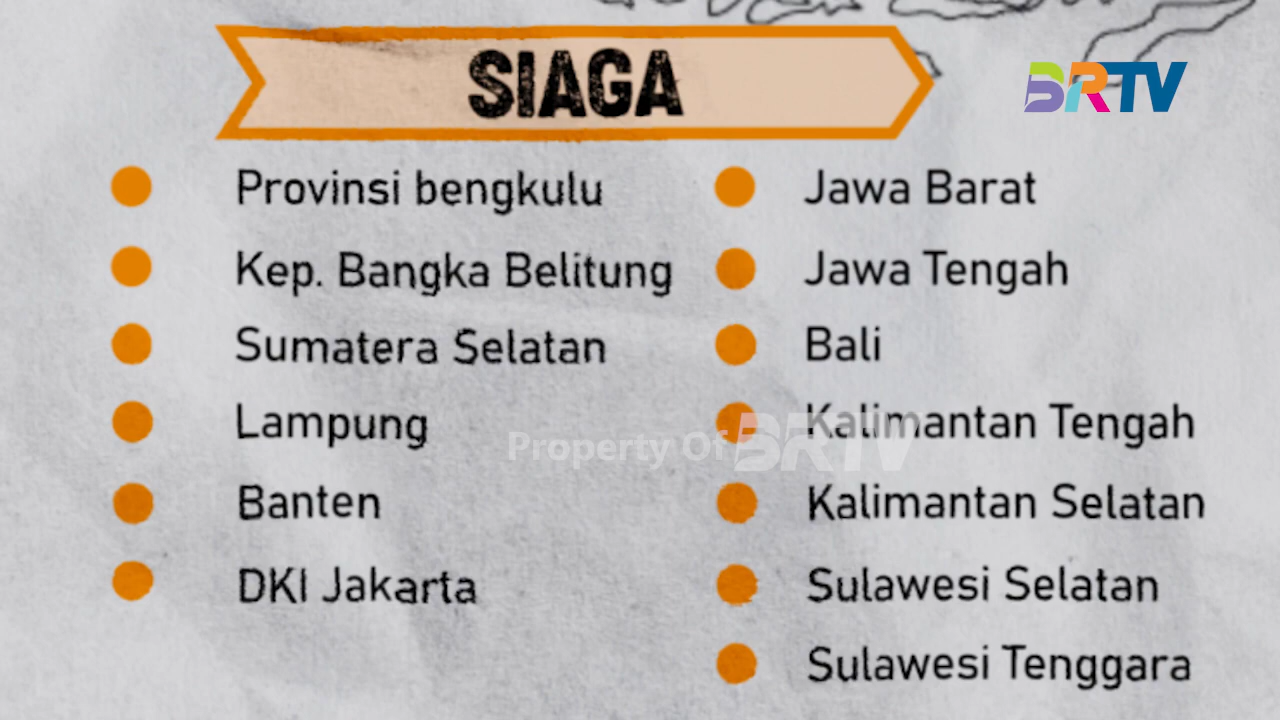 SIAGA
BRTV
Provinsi bengkulu
Kep. Bangka Belitung
Sumatera Selatan
Lampung
Banten
DKI Jakarta
Jawa Barat
Jawa Tengah
Bali
Kalimantan Tengah
Kalimantan Selatan
Sulawesi Selatan
Sulawesi Tenggara
Property Of BRTV